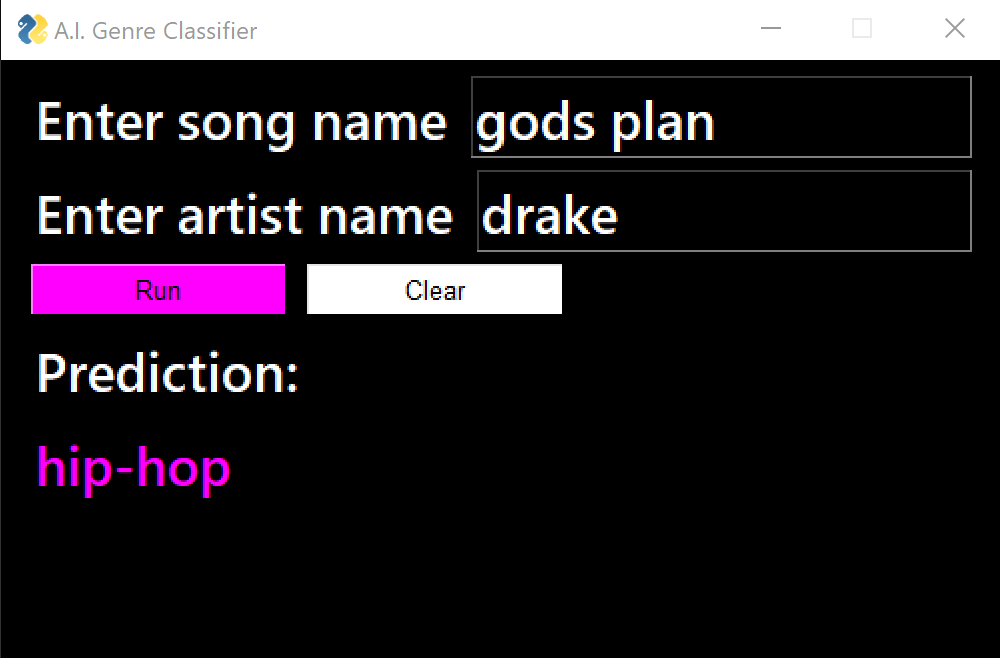 A.I. Genre Classifier
Enter song name gods plan
Enter artist name drake
Run Clear
Prediction:
hip-hop